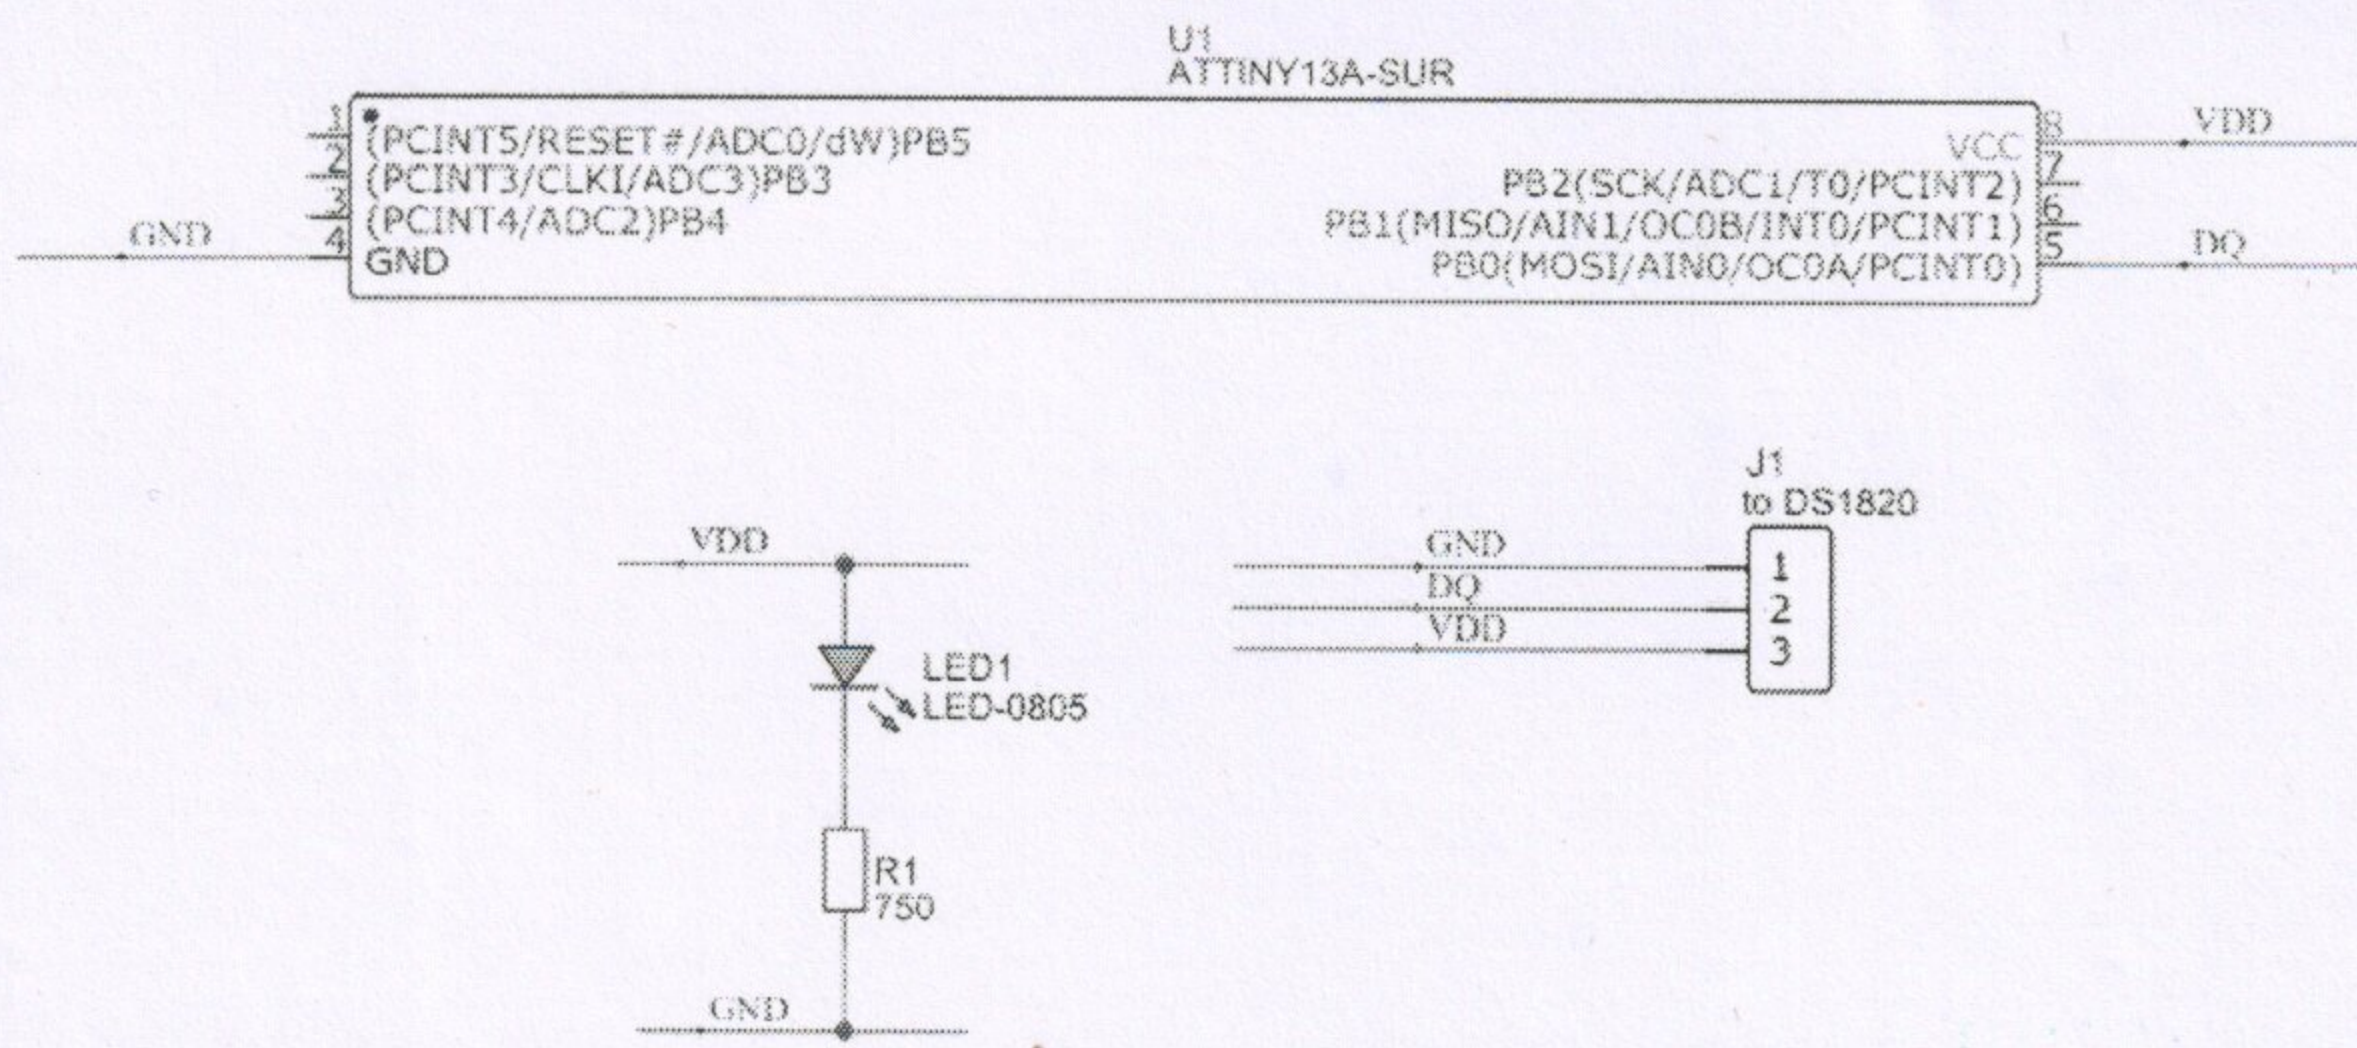 U1
ATTINY13A-SUR
1
(PCINT5/RESET#/ADC0/dW)PB5
2
(PCINT3/CLKI/ADC3)PB3
3
(PCINT4/ADC2)PB4
GND
4
GND
8
VDD
VCC
7
PB2(SCK/ADC1/T0/PCINT2)
6
PB1(MISO/AIN1/OC0B/INT0/PCINT1)
5
DQ
PB0(MOSI/AIN0/OC0A/PCINT0)
VDD
LED1
LED-0805
R1
750
GND
J1
to DS1820
GND
1
DQ
2
VDD
3